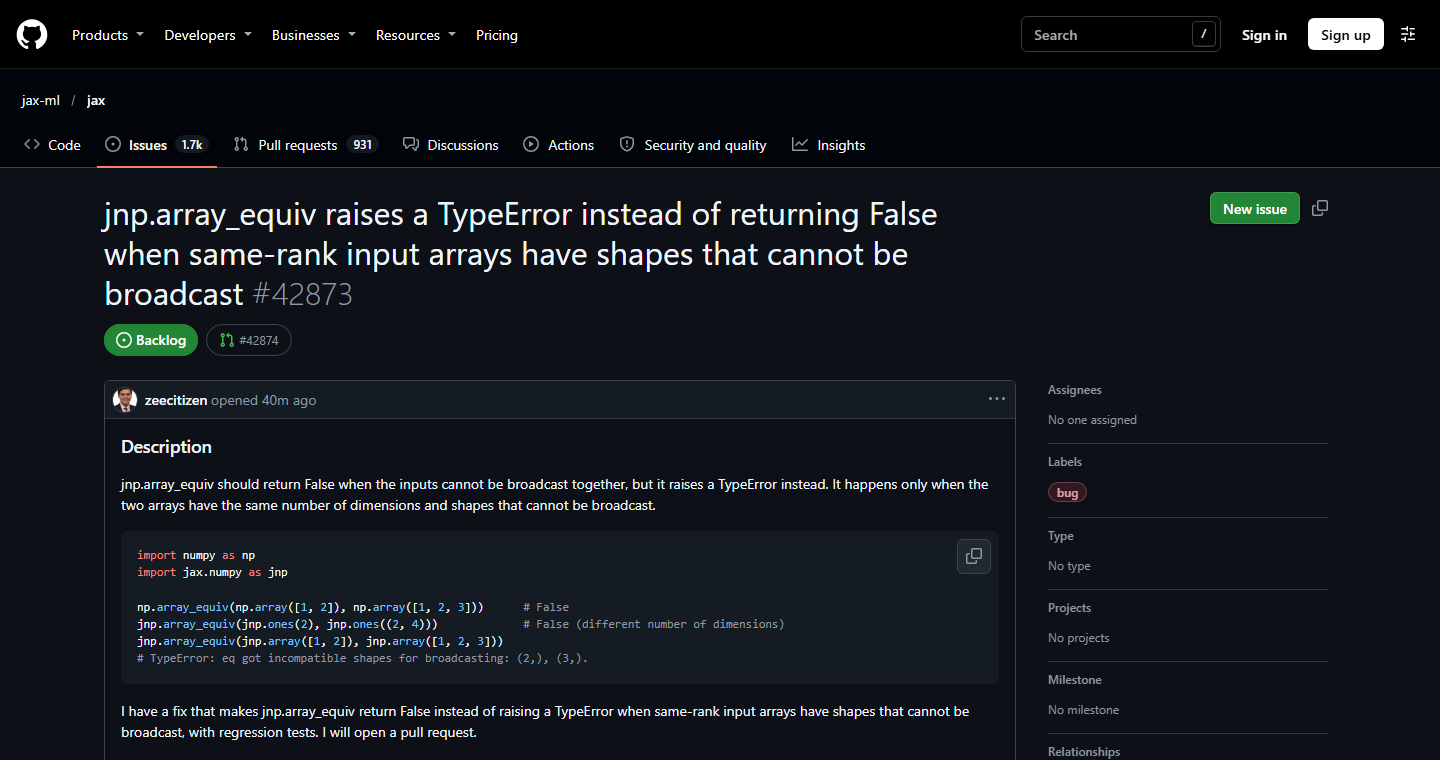 Products Developers Businesses Resources Pricing Search / Sign in Sign up
jax-ml / jax
Code Issues 1.7k Pull requests 931 Discussions Actions Security and quality Insights
jnp.array_equiv raises a TypeError instead of returning False
when same-rank input arrays have shapes that cannot be
broadcast #42873
New issue
Backlog #42874
zeecitizen opened 40m ago
Description
jnp.array_equiv should return False when the inputs cannot be broadcast together, but it raises a TypeError instead. It happens only when the
two arrays have the same number of dimensions and shapes that cannot be broadcast.
import numpy as np
import jax.numpy as jnp
np.array_equiv(np.array([1, 2]), np.array([1, 2, 3])) # False
jnp.array_equiv(jnp.ones(2), jnp.ones((2, 4))) # False (different number of dimensions)
jnp.array_equiv(jnp.array([1, 2]), jnp.array([1, 2, 3]))
# TypeError: eq got incompatible shapes for broadcasting: (2,), (3,).
I have a fix that makes jnp.array_equiv return False instead of raising a TypeError when same-rank input arrays have shapes that cannot be
broadcast, with regression tests. I will open a pull request.
Assignees
No one assigned
Labels
bug
Type
No type
Projects
No projects
Milestone
No milestone
Relationships